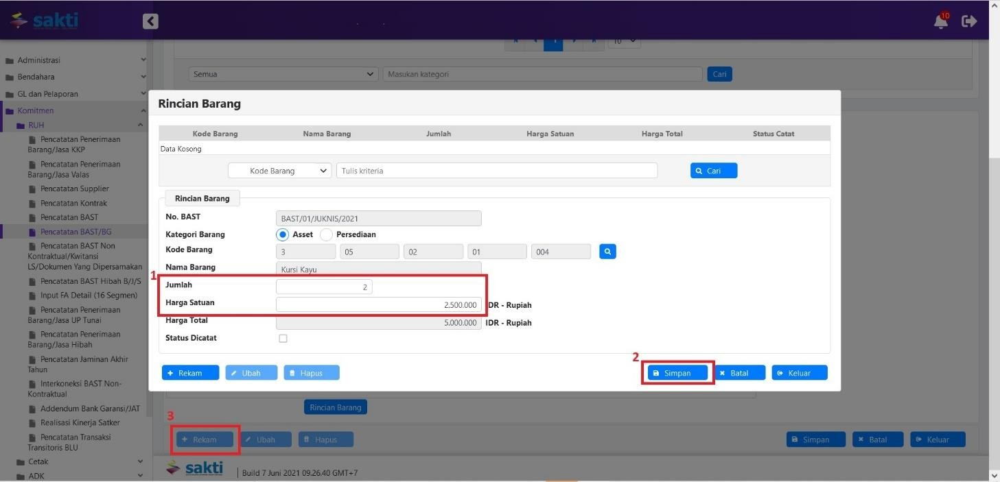 sakti
10
Administrasi
Bendahara
GL dan Pelaporan
Komitmen
RUH
Pencatatan Penerimaan
Barang/Jasa KKP
Pencatatan Penerimaan
Barang/Jasa Valas
Pencatatan Supplier
Pencatatan Kontrak
Pencatatan BAST
Pencatatan BAST/BG
Pencatatan BAST Non
Kontraktual/Kwitansi
LS/Dokumen Yang Dipersamakan
Pencatatan BAST Hibah B/J/S
Input FA Detail (16 Segmen)
Pencatatan Penerimaan
Barang/Jasa UP Tunai
Pencatatan Penerimaan
Barang/Jasa Hibah
Pencatatan Jaminan Akhir
Tahun
Interkoneksi BAST Non-
Kontraktual
Addendum Bank Garansi/JAT
Realisasi Kinerja Satker
Pencatatan Transaksi
Transitoris BLU
Cetak
ADK
1 10
Semua Masukan kategori Cari
Rincian Barang
Kode Barang Nama Barang Jumlah Harga Satuan Harga Total Status Catat
Data Kosong
Kode Barang Tulis kriteria Cari
Rincian Barang
No. BAST BAST/01/JUKNIS/2021
Kategori Barang Asset Persediaan
Kode Barang 3 05 02 01 004
Nama Barang Kursi Kayu
1
Jumlah 2
Harga Satuan 2.500.000 IDR - Rupiah
Harga Total 5.000.000 IDR - Rupiah
Status Dicatat
2
Rekam Ubah Hapus Simpan Batal Keluar
Rincian Barang
3
Rekam Ubah Hapus Simpan Batal Keluar
sakti Build 7 Juni 2021 09.26.40 GMT+7